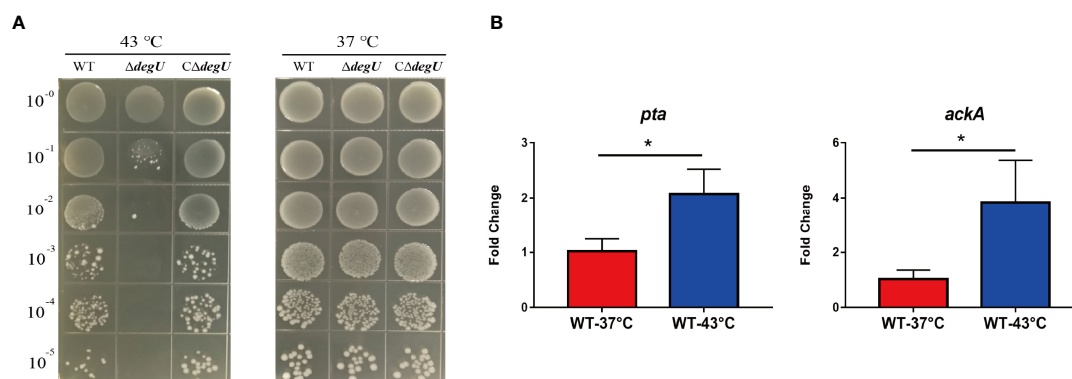 A
43 °C
37 °C
WT ΔdegU CΔdegU
WT ΔdegU CΔdegU
10-0
10-1
10-2
10-3
10-4
10-5
B
pta
Fold Change
3
2
1
0
*
WT-37°C WT-43°C
ackA
Fold Change
6
4
2
0
*
WT-37°C WT-43°C